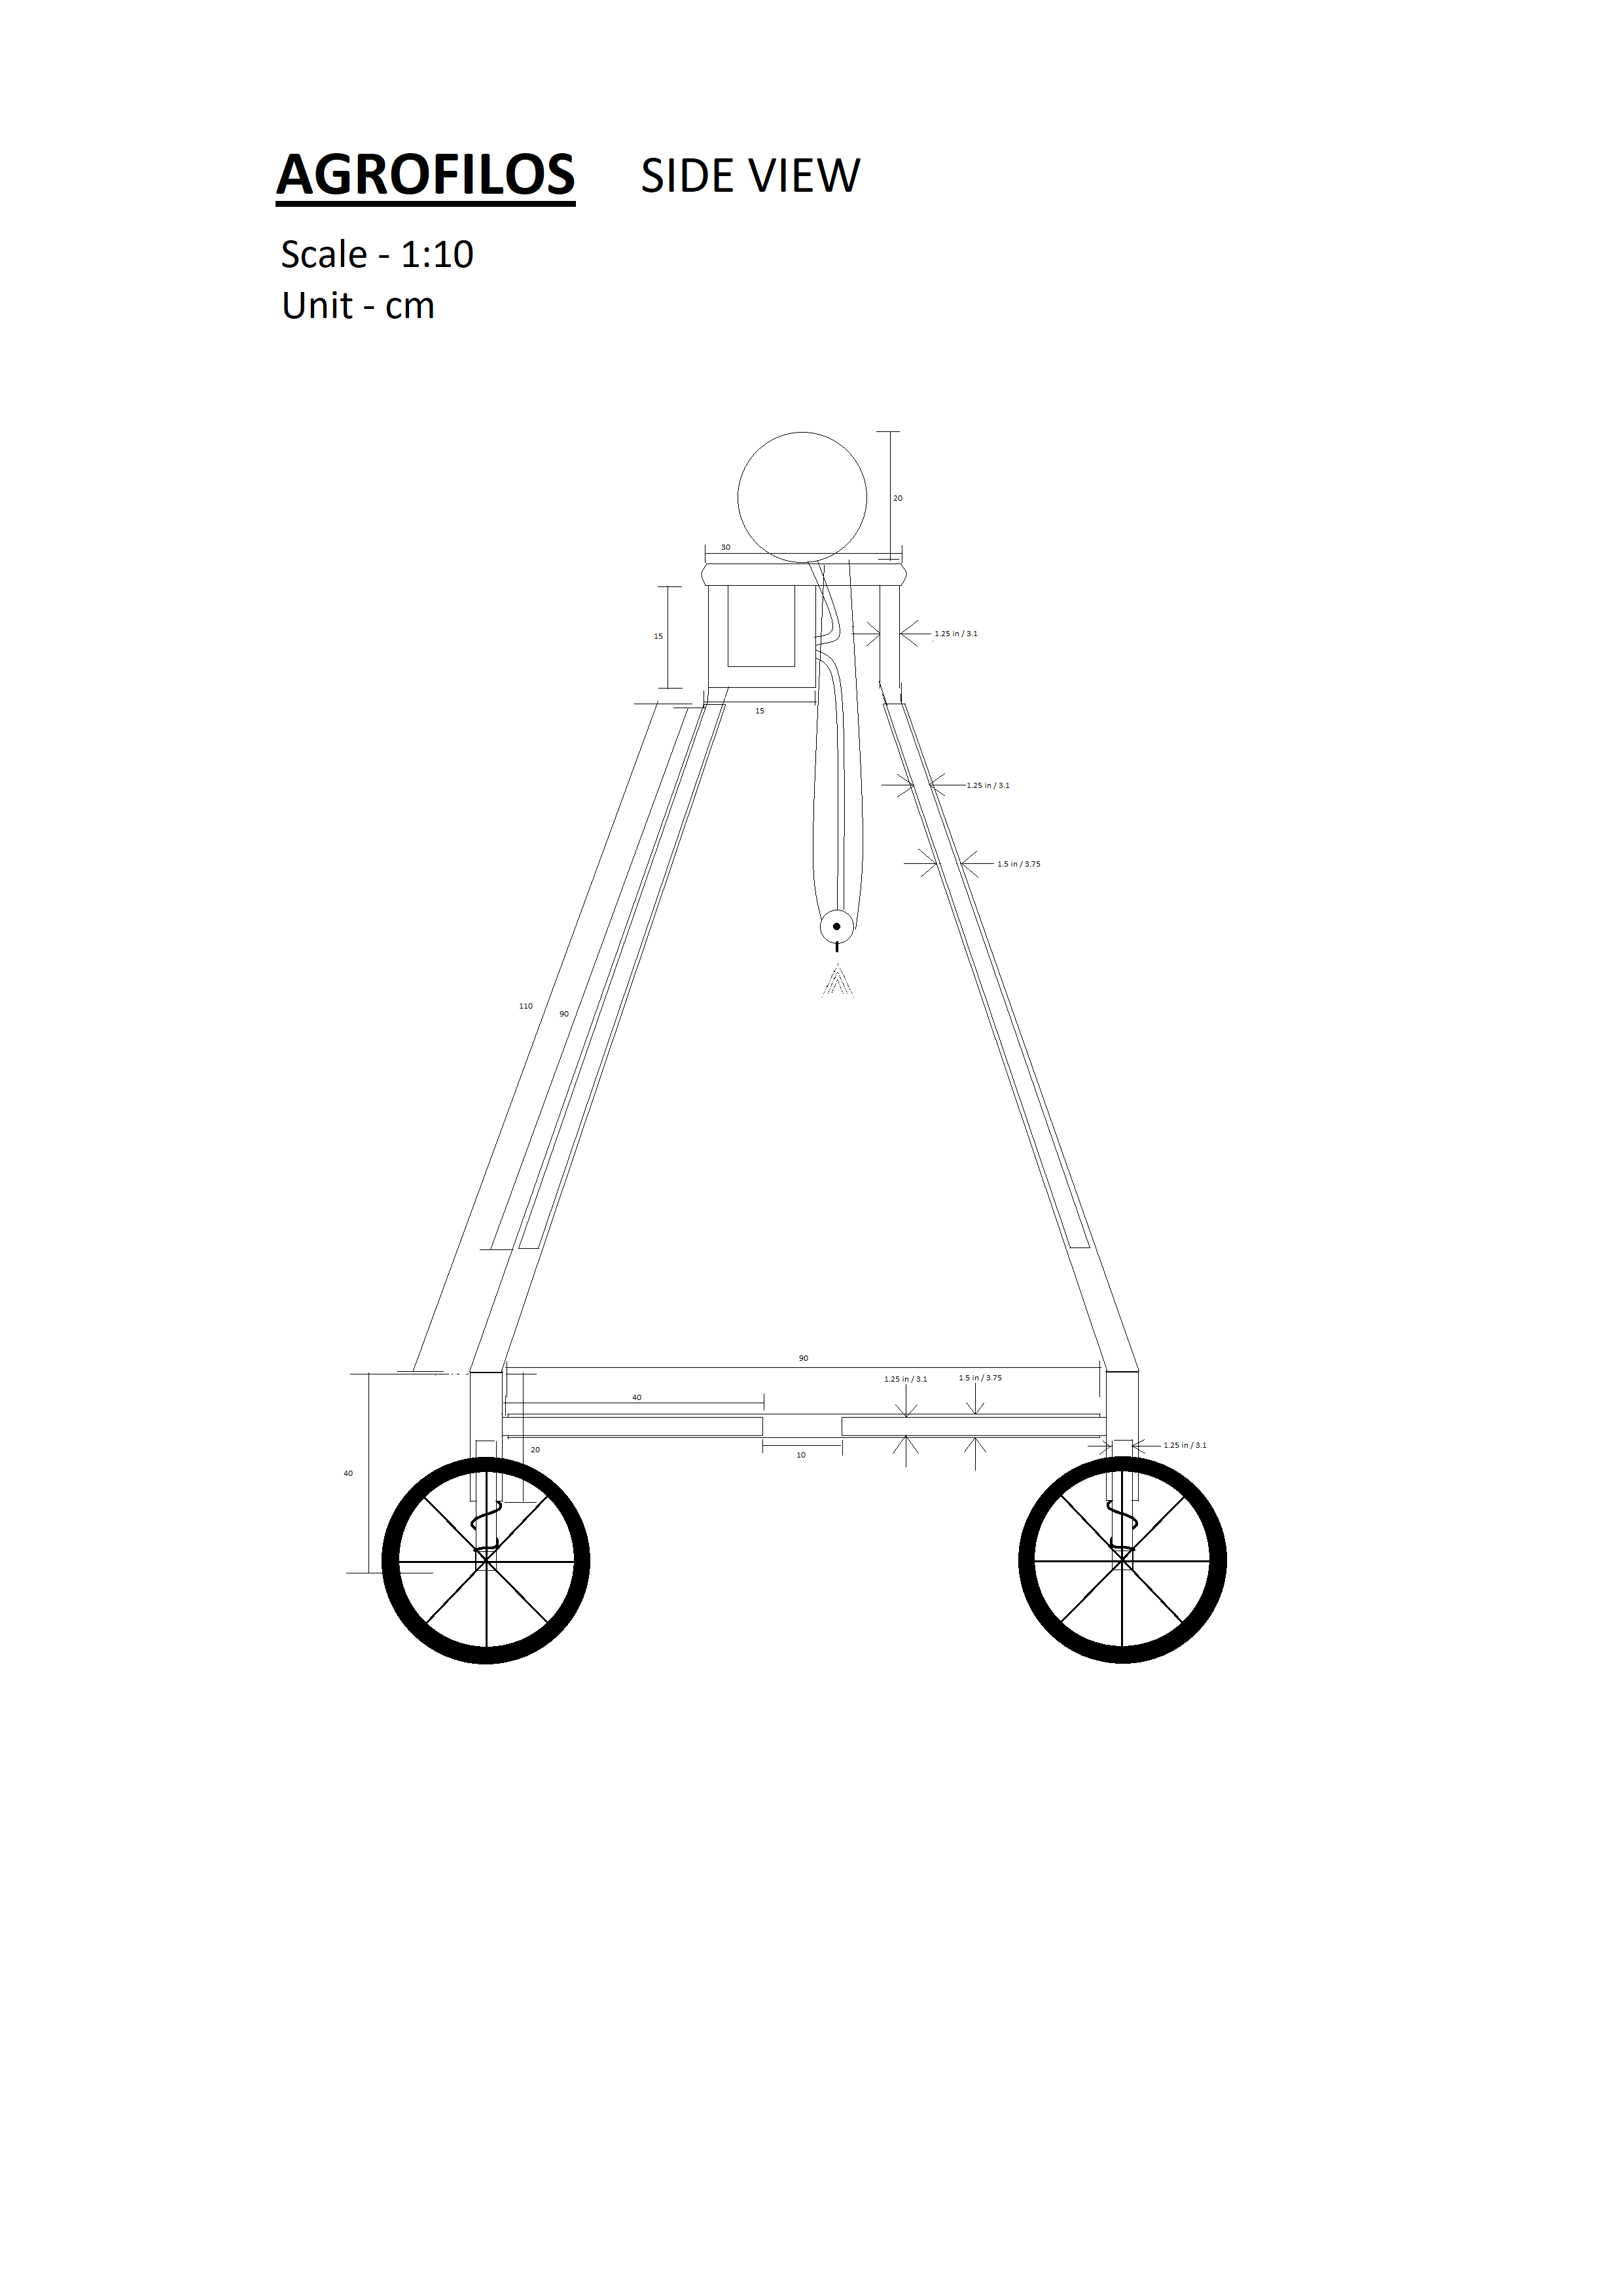 AGROFILOS SIDE VIEW
Scale - 1:10
Unit - cm
20
30
15
1.25 in / 3.1
15
1.25 in / 3.1
1.5 in / 3.75
110
90
90
1.25 in / 3.1
1.5 in / 3.75
40
1.25 in / 3.1
20
10
40